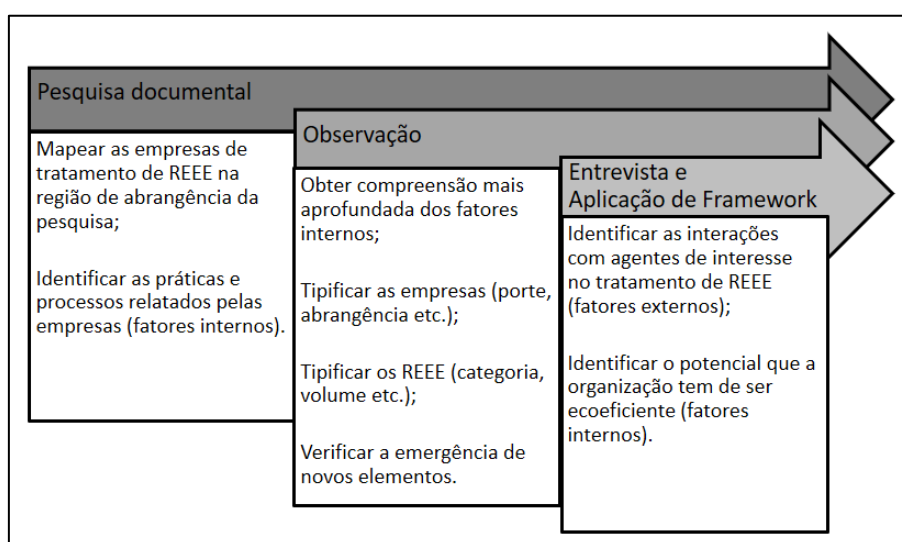 Pesquisa documental
Mapear as empresas de
tratamento de REEE na
região de abrangência da
pesquisa;
Identificar as práticas e
processos relatados pelas
empresas (fatores internos).
Observação
Obter compreensão mais
aprofundada dos fatores
internos;
Tipificar as empresas (porte,
abrangência etc.);
Tipificar os REEE (categoria,
volume etc.);
Verificar a emergência de
novos elementos.
Entrevista e
Aplicação de Framework
Identificar as interações
com agentes de interesse
no tratamento de REEE
(fatores externos);
Identificar o potencial que a
organização tem de ser
ecoeficiente (fatores
internos).